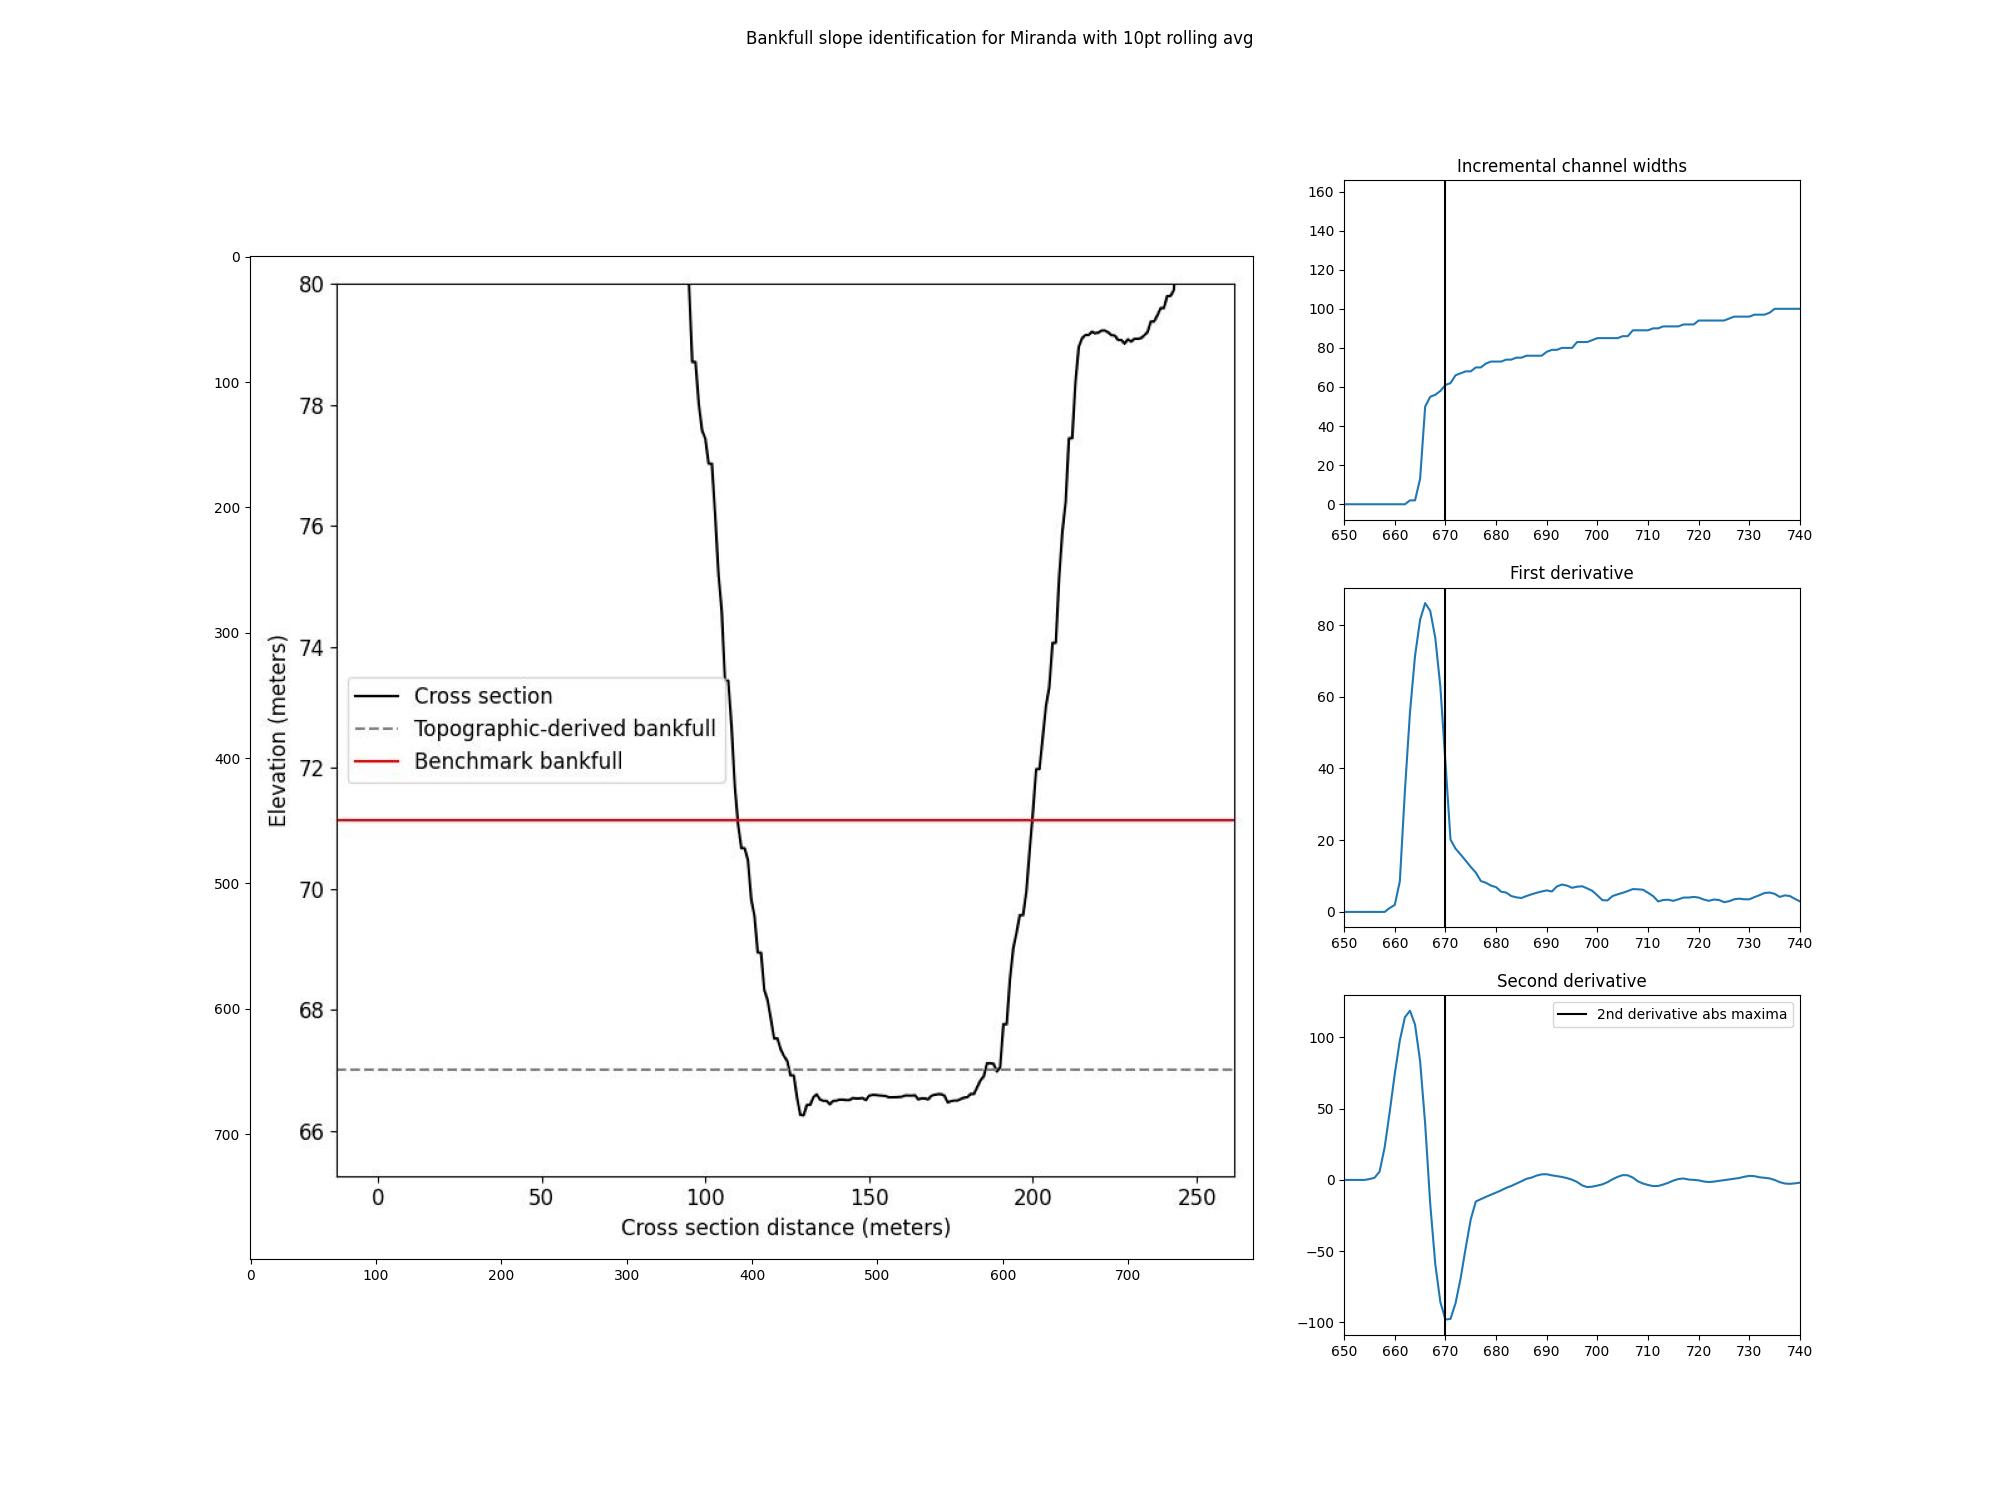 Bankfull slope identification for Miranda with 10pt rolling avg
0
100
200
300
400
500
600
700
80
78
76
74
72
70
68
66
Elevation (meters)
Cross section
Topographic-derived bankfull
Benchmark bankfull
0 50 100 150 200 250
Cross section distance (meters)
0 100 200 300 400 500 600 700
Incremental channel widths
160
140
120
100
80
60
40
20
0
650 660 670 680 690 700 710 720 730 740
First derivative
80
60
40
20
0
650 660 670 680 690 700 710 720 730 740
Second derivative
2nd derivative abs maxima
100
50
0
−50
−100
650 660 670 680 690 700 710 720 730 740